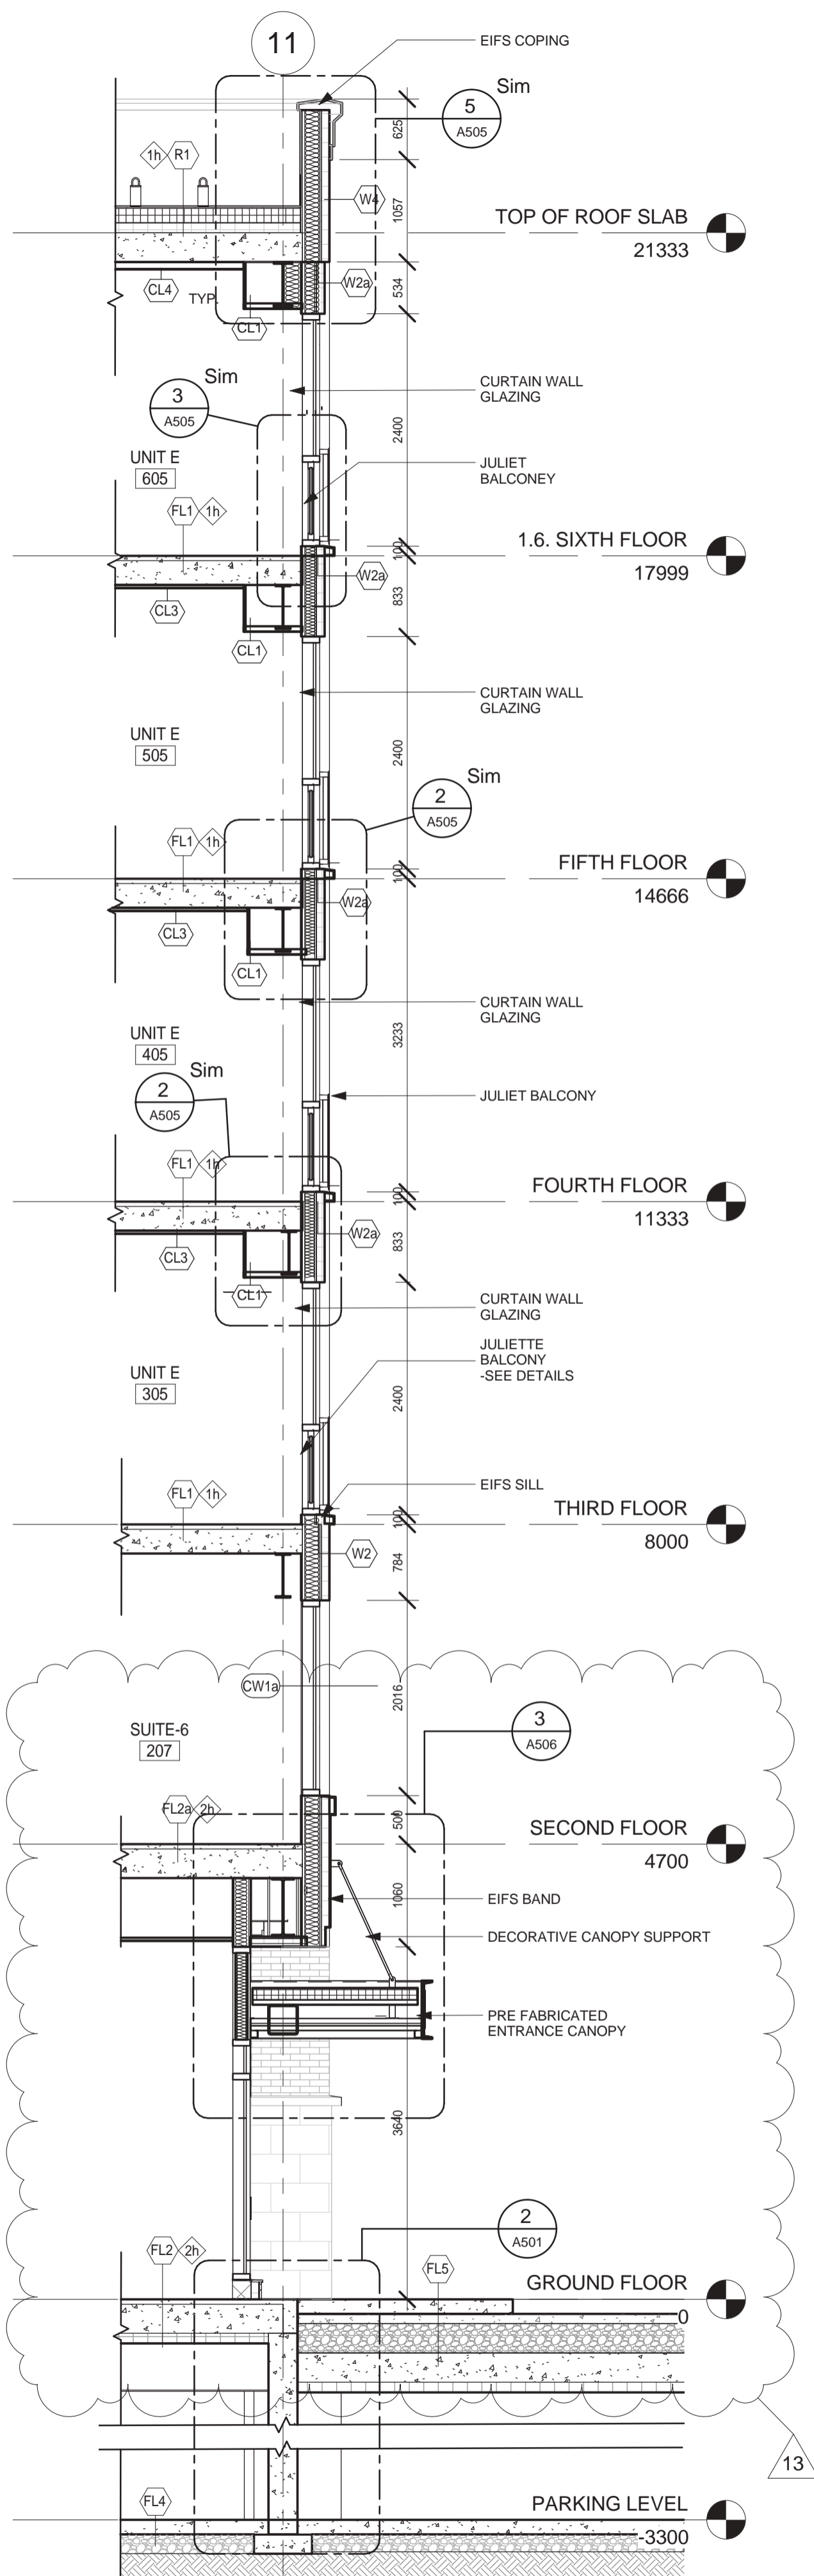 11
EIFS COPING
Sim
5
A505
625
1h
R1
W4
1057
TOP OF ROOF SLAB
21333
CL4
TYP.
W2a
534
CL1
Sim
3
A505
CURTAIN WALL
GLAZING
2400
UNIT E
605
JULIET
BALCONEY
FL1
1h
1.6. SIXTH FLOOR
17999
100
W2a
833
CL3
CL1
CURTAIN WALL
GLAZING
UNIT E
505
2400
Sim
2
A505
FL1
1h
FIFTH FLOOR
14666
100
W2a
CL3
CL1
CURTAIN WALL
GLAZING
3233
UNIT E
405
Sim
2
A505
JULIET BALCONY
FL1
1h
FOURTH FLOOR
11333
100
W2a
833
CL3
CL1
CURTAIN WALL
GLAZING
JULIETTE
BALCONY
-SEE DETAILS
UNIT E
305
2400
EIFS SILL
FL1
1h
THIRD FLOOR
8000
100
W2
784
CW1a
2016
SUITE-6
207
3
A506
FL2a
2h
500
SECOND FLOOR
4700
EIFS BAND
1060
DECORATIVE CANOPY SUPPORT
PRE FABRICATED
ENTRANCE CANOPY
3640
2
A501
FL2
2h
FL5
GROUND FLOOR
0
13
FL4
PARKING LEVEL
-3300